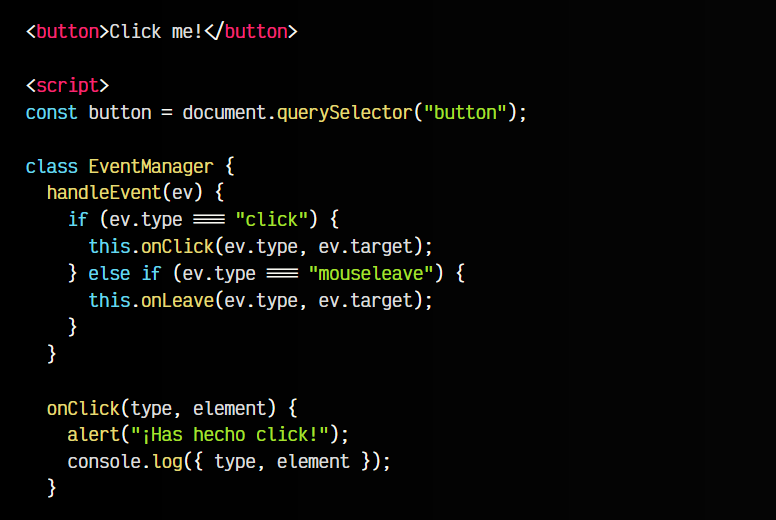 <button>Click me!</button>
<script>
const button = document.querySelector("button");
class EventManager {
handleEvent(ev) {
if (ev.type === "click") {
this.onClick(ev.type, ev.target);
} else if (ev.type === "mouseleave") {
this.onLeave(ev.type, ev.target);
}
}
onClick(type, element) {
alert("¡Has hecho click!");
console.log({ type, element });
}